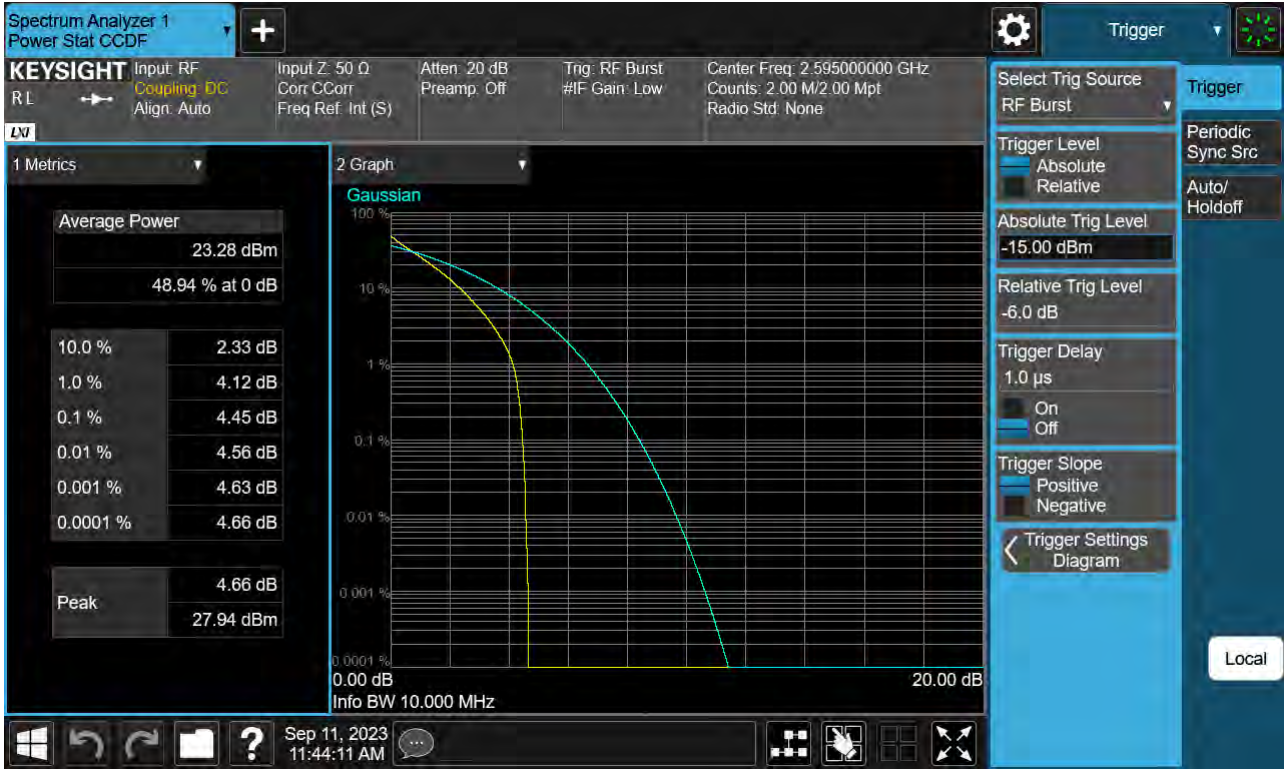 Spectrum Analyzer 1
Power Stat CCDF
+
Trigger
KEYSIGHT
R L
LXI
Input: RF
Coupling: DC
Align: Auto
Input Z: 50 Ω
Corr CCorr
Freq Ref: Int (S)
Atten: 20 dB
Preamp: Off
Trig: RF Burst
#IF Gain: Low
Center Freq: 2.595000000 GHz
Counts: 2.00 M/2.00 Mpt
Radio Std: None
1 Metrics
Average Power
23.28 dBm
48.94 % at 0 dB
10.0 % 2.33 dB
1.0 % 4.12 dB
0.1 % 4.45 dB
0.01 % 4.56 dB
0.001 % 4.63 dB
0.0001 % 4.66 dB
Peak
4.66 dB
27.94 dBm
2 Graph
Gaussian
100 %
10 %
1 %
0.1 %
0.01 %
0.001 %
0.0001 %
0.00 dB 20.00 dB
Info BW 10.000 MHz
Select Trig Source
RF Burst
Trigger Level
Absolute
Relative
Absolute Trig Level
-15.00 dBm
Relative Trig Level
-6.0 dB
Trigger Delay
1.0 µs
On
Off
Trigger Slope
Positive
Negative
Trigger Settings
Diagram
Trigger
Periodic
Sync Src
Auto/
Holdoff
Local
?
Sep 11, 2023
11:44:11 AM